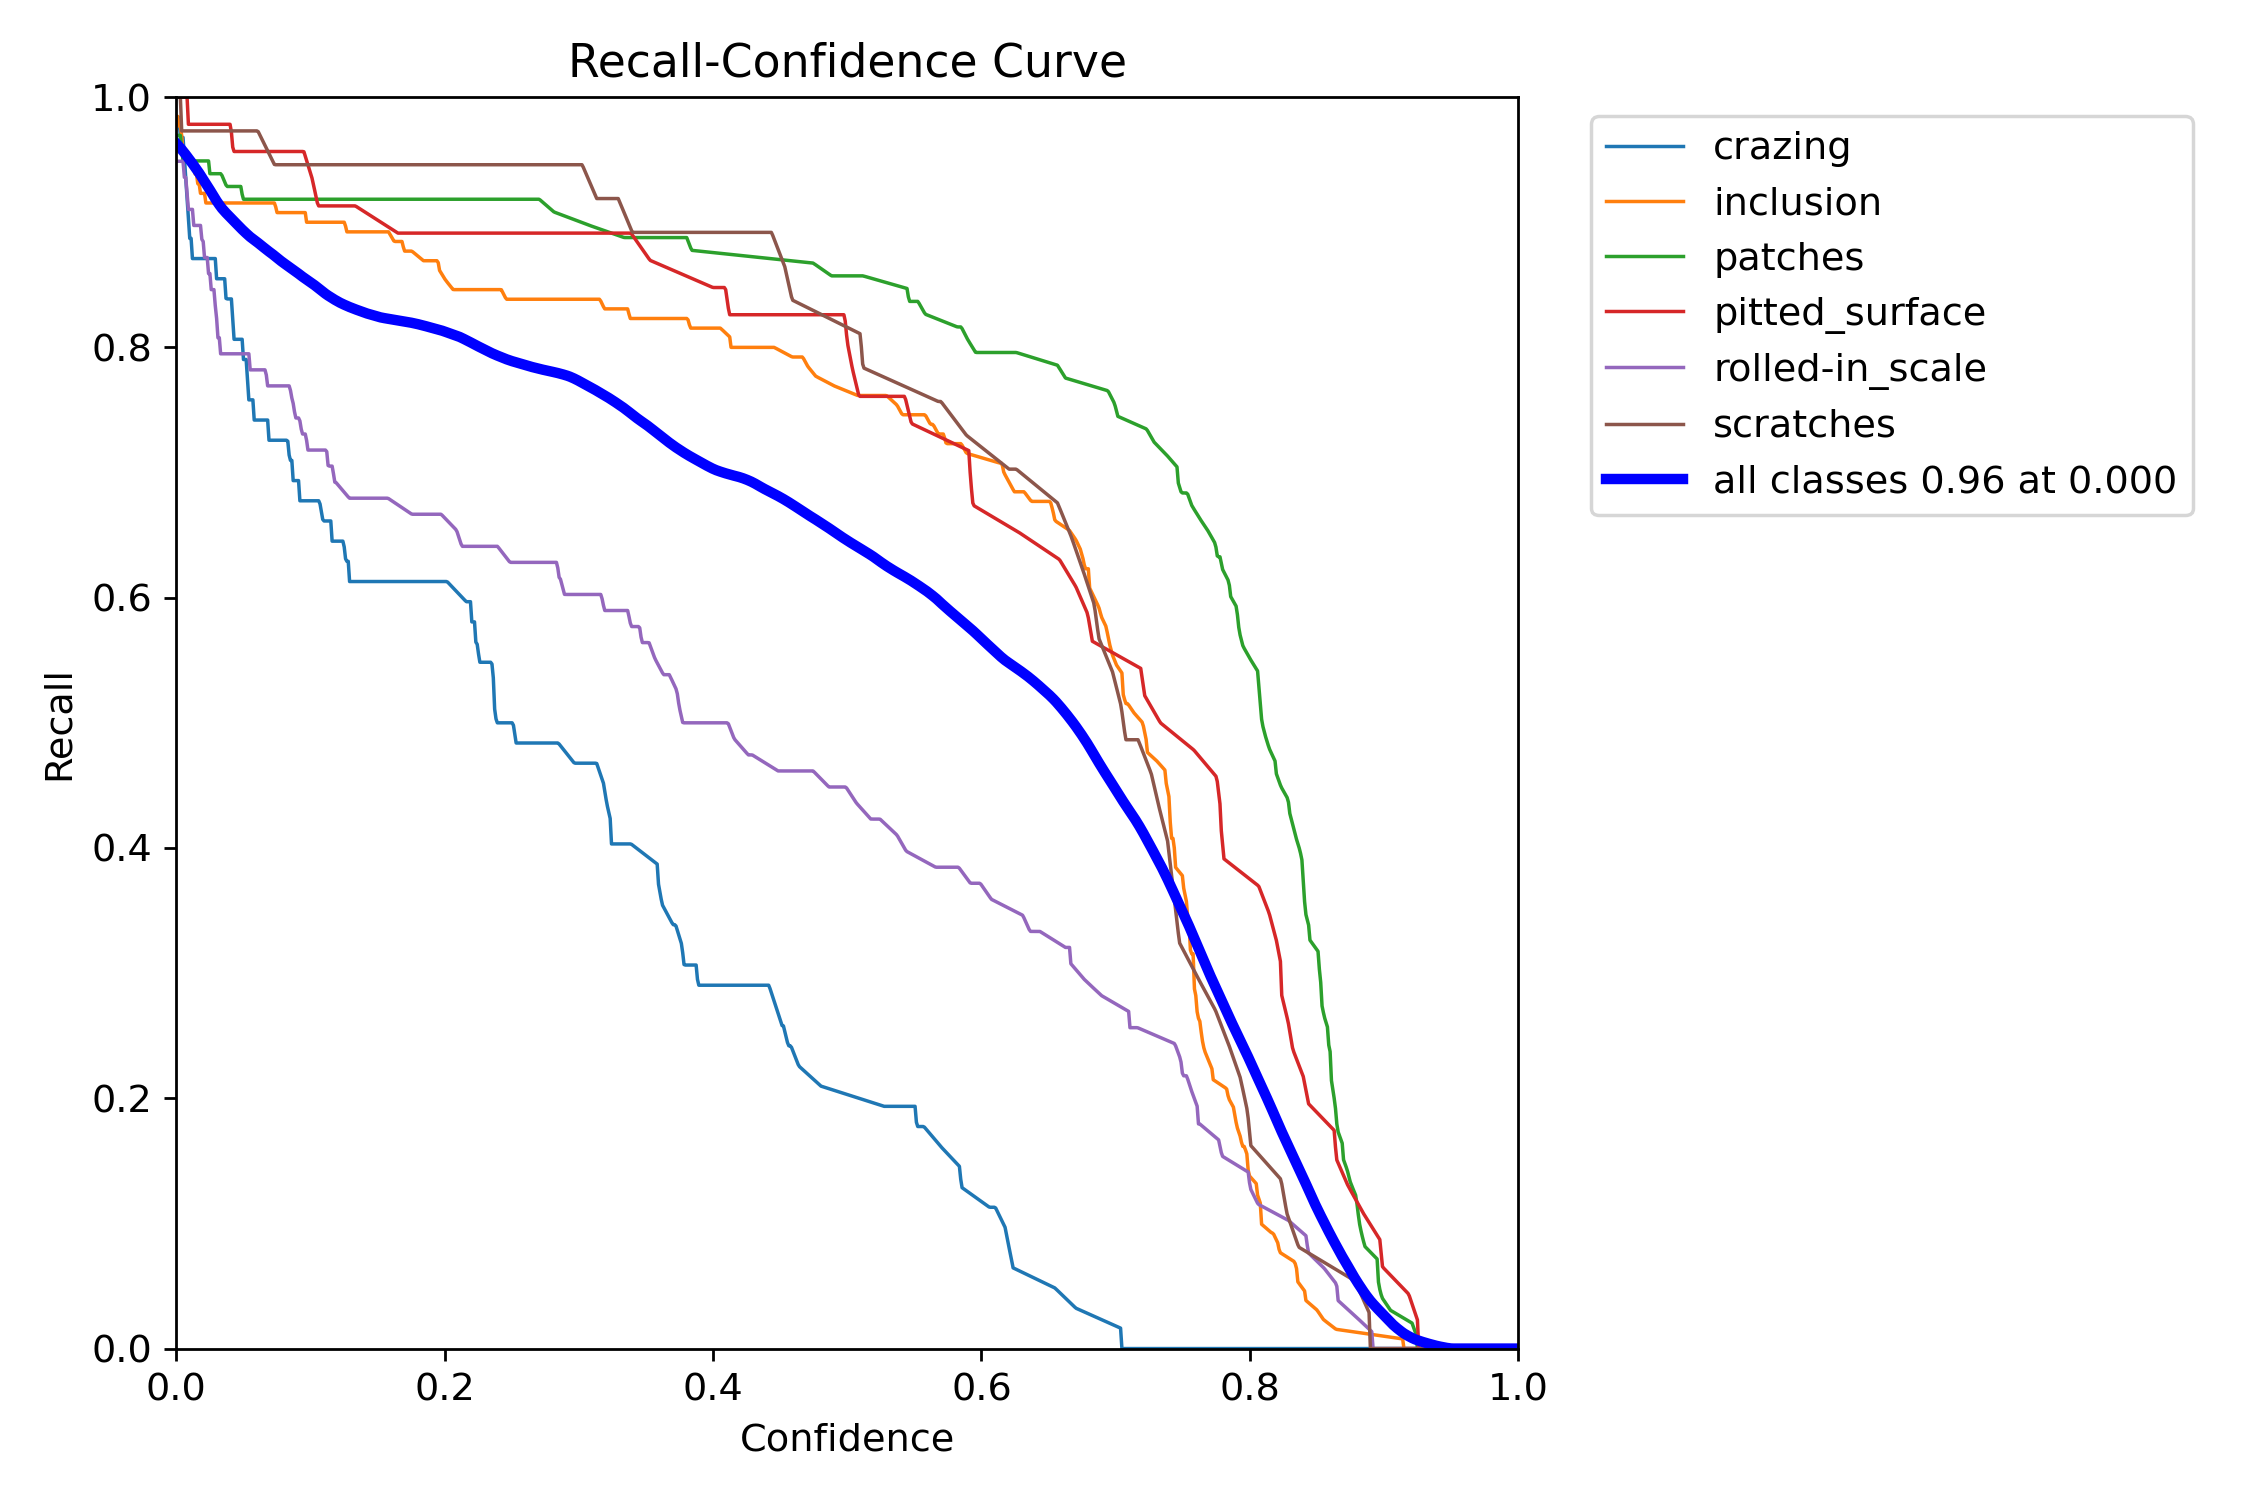 Recall-Confidence Curve
1.0
0.8
0.6
0.4
0.2
0.0
Recall
0.0 0.2 0.4 0.6 0.8 1.0
Confidence
crazing
inclusion
patches
pitted_surface
rolled-in_scale
scratches
all classes 0.96 at 0.000